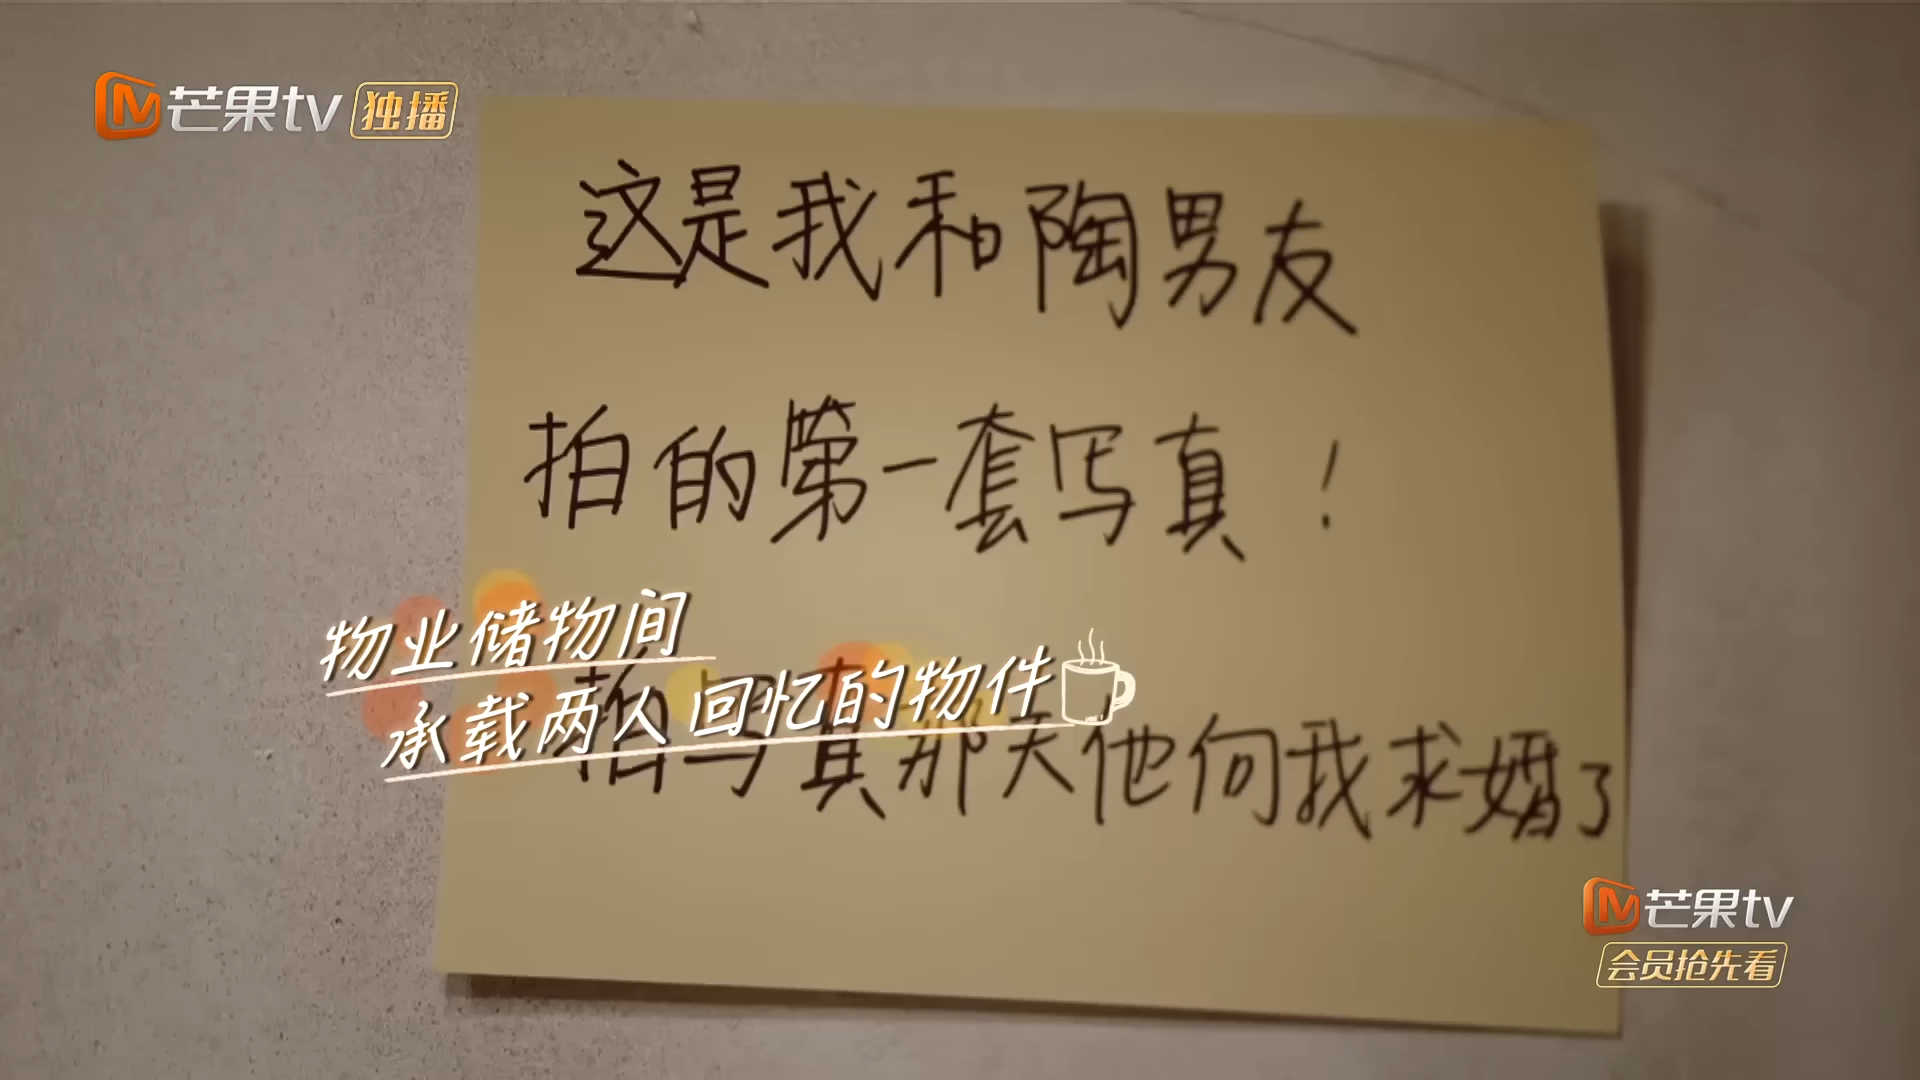 芒果tv 独播
这是我和陶男友
拍的第一套写真！
物业储物间
承载两人回忆的物件
拍写真那天他向我求婚了
芒果tv
会员抢先看